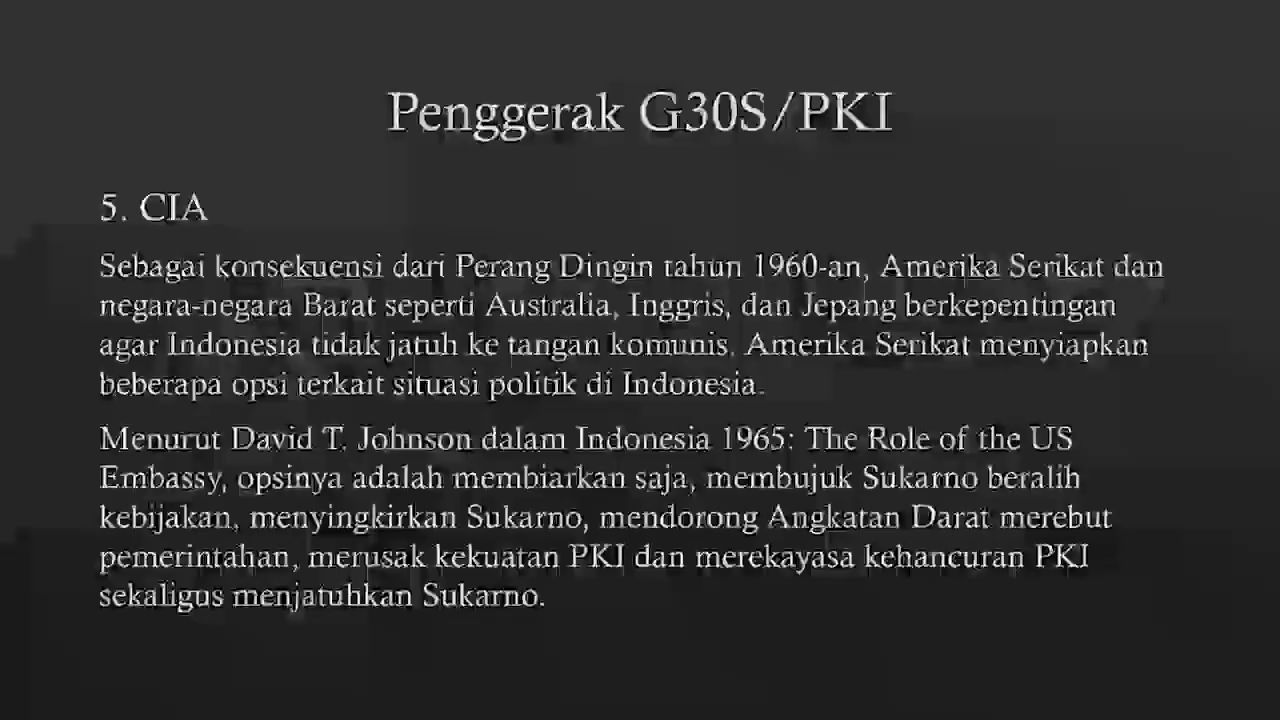 Penggerak G30S/PKI
5. CIA
Sebagai konsekuensi dari Perang Dingin tahun 1960-an, Amerika Serikat dan
negara-negara Barat seperti Australia, Inggris, dan Jepang berkepentingan
agar Indonesia tidak jatuh ke tangan komunis. Amerika Serikat menyiapkan
beberapa opsi terkait situasi politik di Indonesia.
Menurut David T. Johnson dalam Indonesia 1965: The Role of the US
Embassy, opsinya adalah membiarkan saja, membujuk Sukarno beralih
kebijakan, menyingkirkan Sukarno, mendorong Angkatan Darat merebut
pemerintahan, merusak kekuatan PKI dan merekayasa kehancuran PKI
sekaligus menjatuhkan Sukarno.